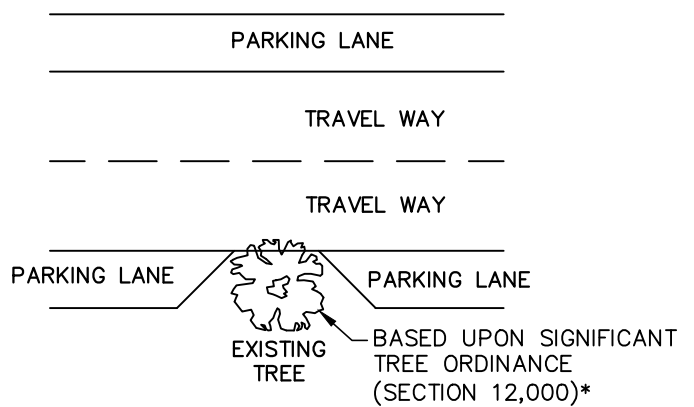 PARKING LANE
TRAVEL WAY
TRAVEL WAY
PARKING LANE
PARKING LANE
EXISTING
TREE
BASED UPON SIGNIFICANT
TREE ORDINANCE
(SECTION 12,000)*